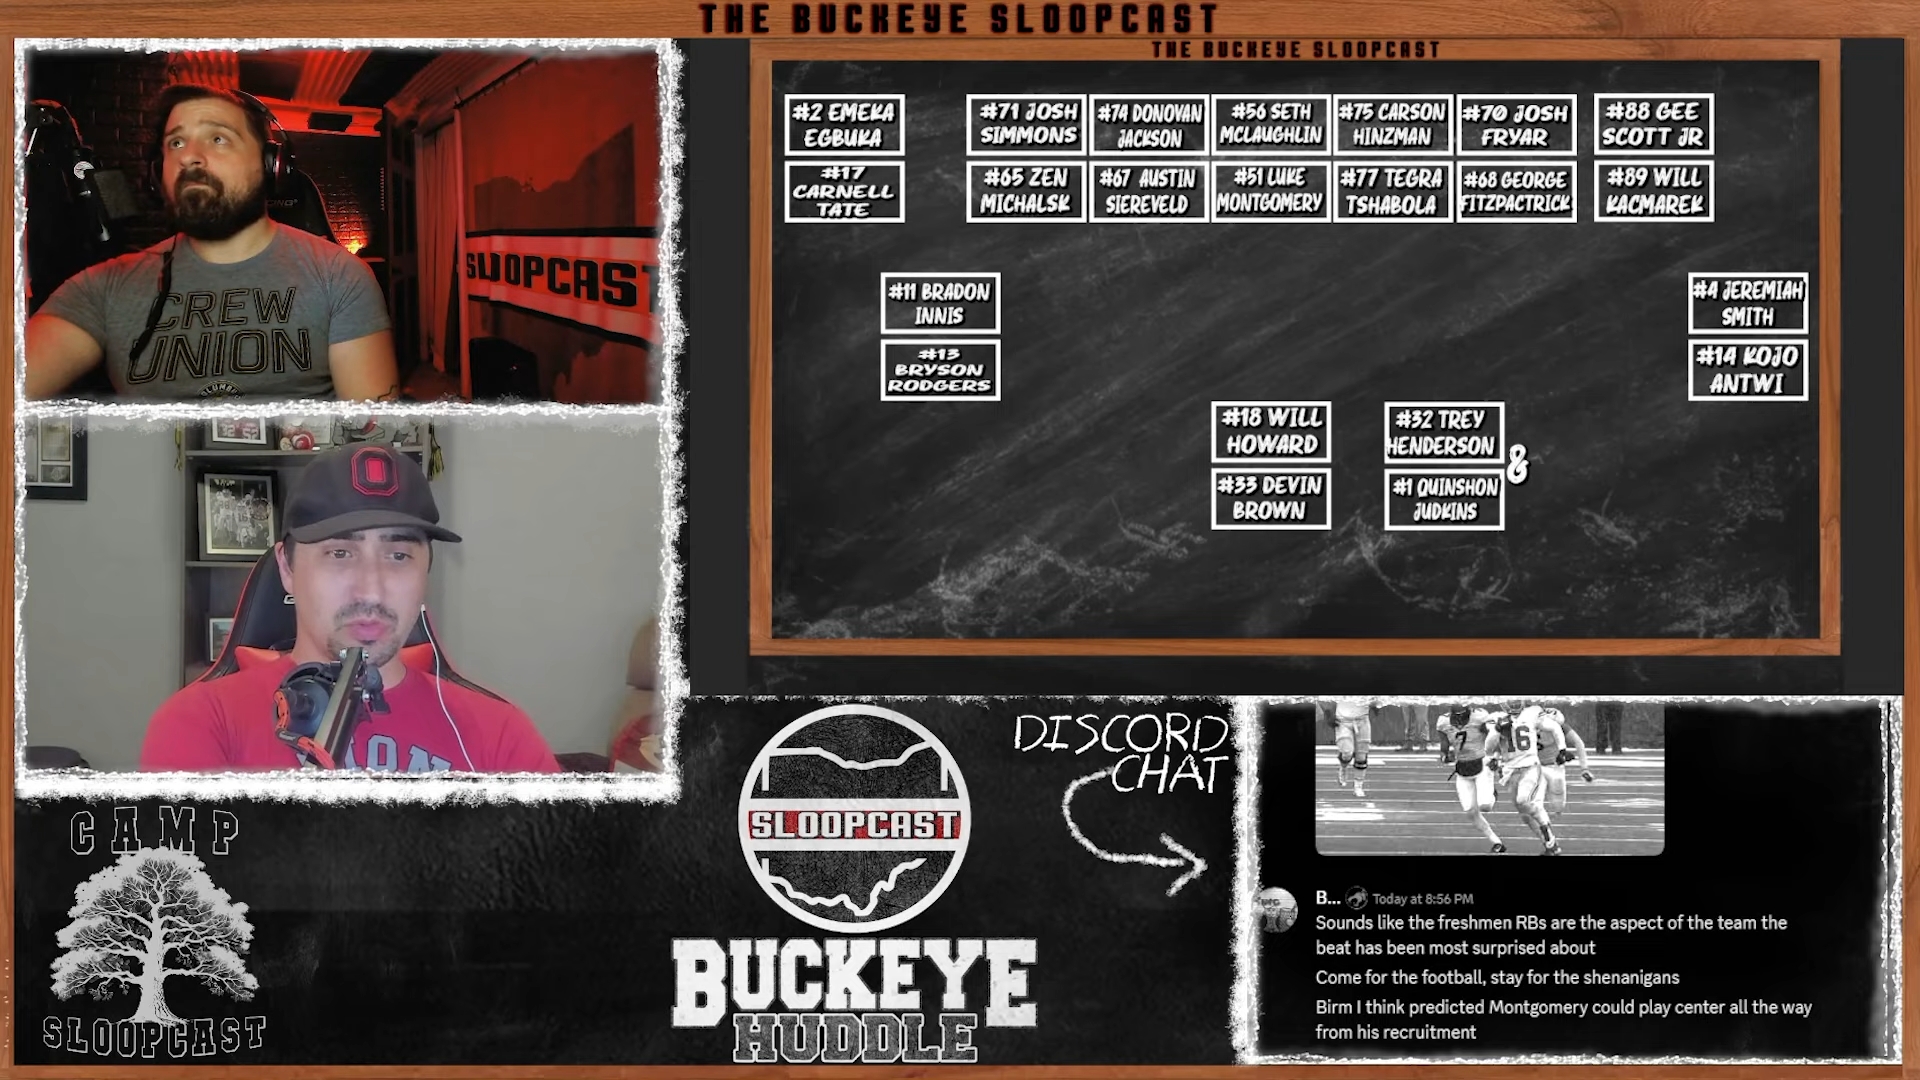 THE BUCKEYE SLOOPCAST
THE BUCKEYE SLOOPCAST
CREW
UNION
SLOOPCAST
#2 EMEKA
EGBUKA
#17
CARNELL
TATE
#71 JOSH
SIMMONS
#65 ZEN
MICHALSK
#74 DONOVAN
JACKSON
#67 AUSTIN
SIEREVELD
#56 SETH
MCLAUGHLIN
#51 LUKE
MONTGOMERY
#75 CARSON
HINZMAN
#77 TEGRA
TSHABOLA
#70 JOSH
FRYAR
#68 GEORGE
FITZPACTRICK
#88 GEE
SCOTT JR
#89 WILL
KACMAREK
#11 BRADON
INNIS
#13
BRYSON
RODGERS
#4 JEREMIAH
SMITH
#14 KOJO
ANTWI
#18 WILL
HOWARD
#33 DEVIN
BROWN
#32 TREY
HENDERSON
&
#1 QUINSHON
JUDKINS
CAMP
SLOOPCAST
SLOOPCAST
BUCKEYE
HUDDLE
DISCORD
CHAT
7
16
B... Today at 8:56 PM
Sounds like the freshmen RBs are the aspect of the team the
beat has been most surprised about
Come for the football, stay for the shenanigans
Birm I think predicted Montgomery could play center all the way
from his recruitment